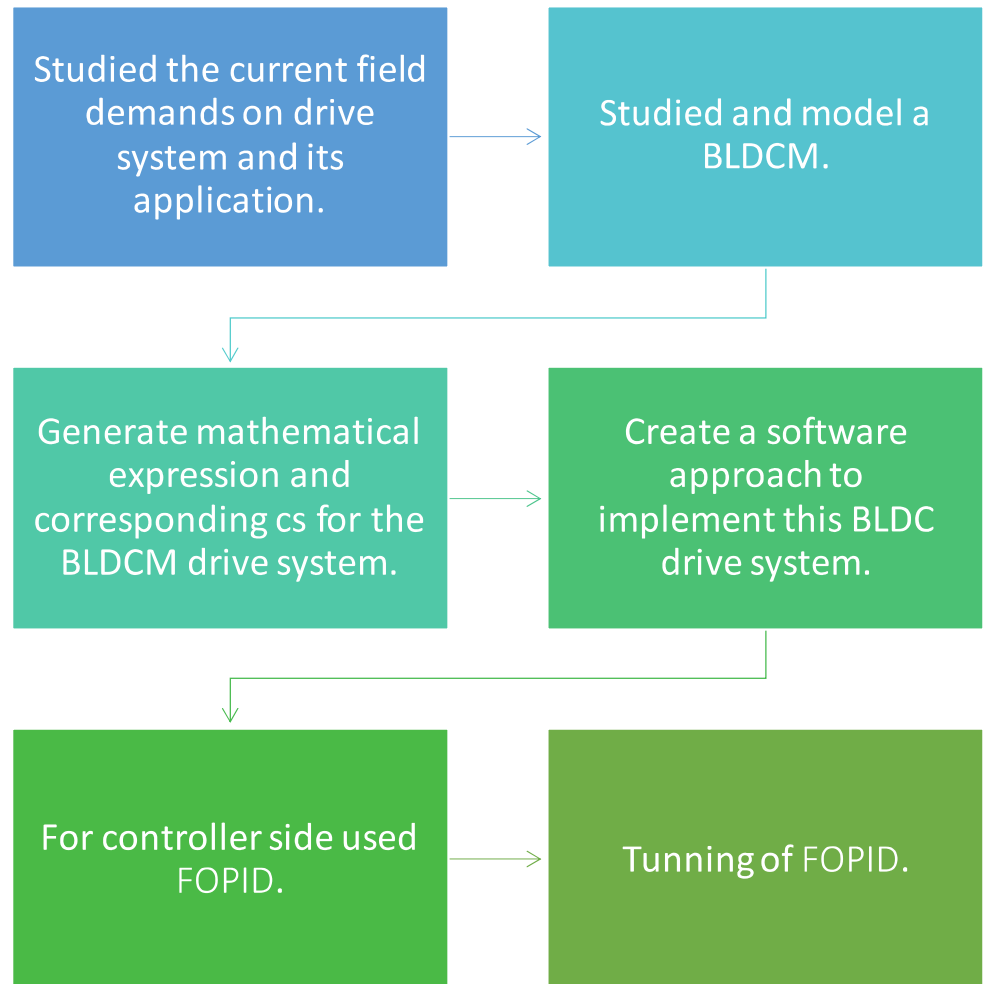 Studied the current field
demands on drive
system and its
application.
Studied and model a
BLDCM.
Generate mathematical
expression and
corresponding cs for the
BLDCM drive system.
Create a software
approach to
implement this BLDC
drive system.
For controller side used
FOPID.
Tunning of FOPID.